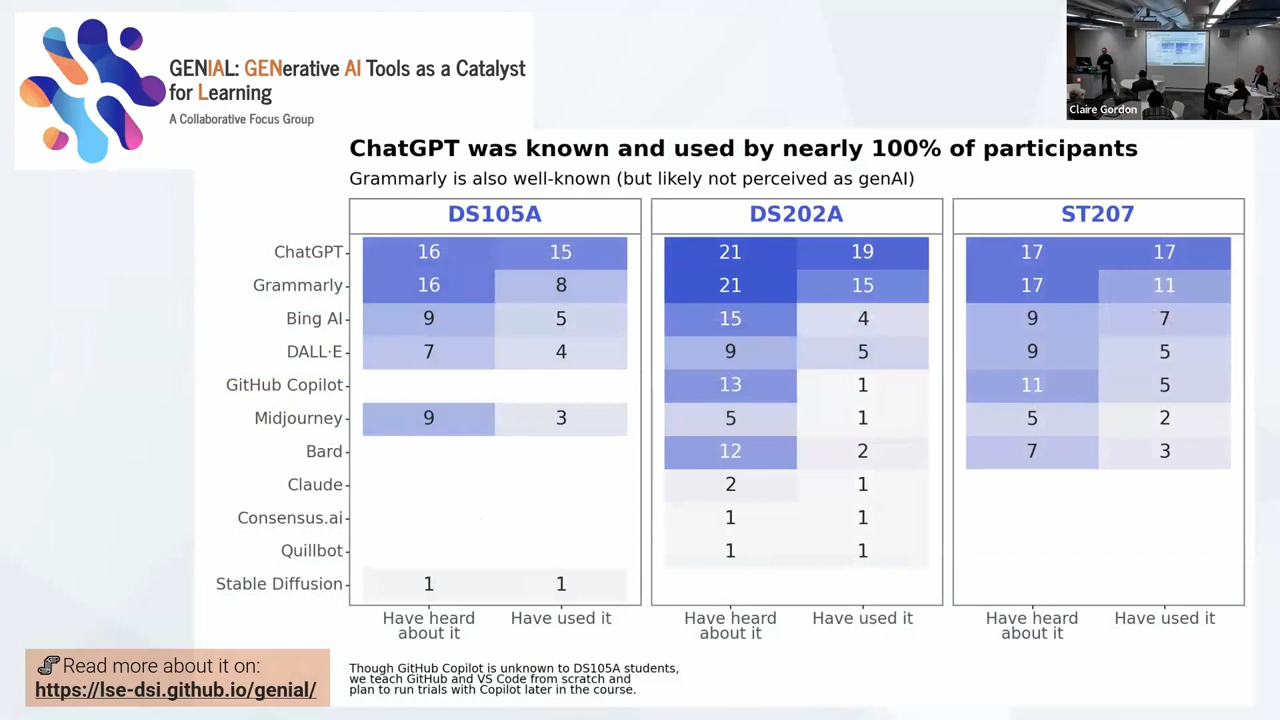 GENIAL: GENerative AI Tools as a Catalyst
for Learning
A Collaborative Focus Group
Claire Gordon
ChatGPT was known and used by nearly 100% of participants
Grammarly is also well-known (but likely not perceived as genAI)
DS105A DS202A ST207
ChatGPT 16 15 21 19 17 17
Grammarly 16 8 21 15 17 11
Bing AI 9 5 15 4 9 7
DALL·E 7 4 9 5 9 5
GitHub Copilot 13 1 11 5
Midjourney 9 3 5 1 5 2
Bard 12 2 7 3
Claude 2 1
Consensus.ai 1 1
Quillbot 1 1
Stable Diffusion 1 1
Have heard Have used it Have heard Have used it Have heard Have used it
about it about it about it
Read more about it on:
https://lse-dsi.github.io/genial/
Though GitHub Copilot is unknown to DS105A students,
we teach GitHub and VS Code from scratch and
plan to run trials with Copilot later in the course.